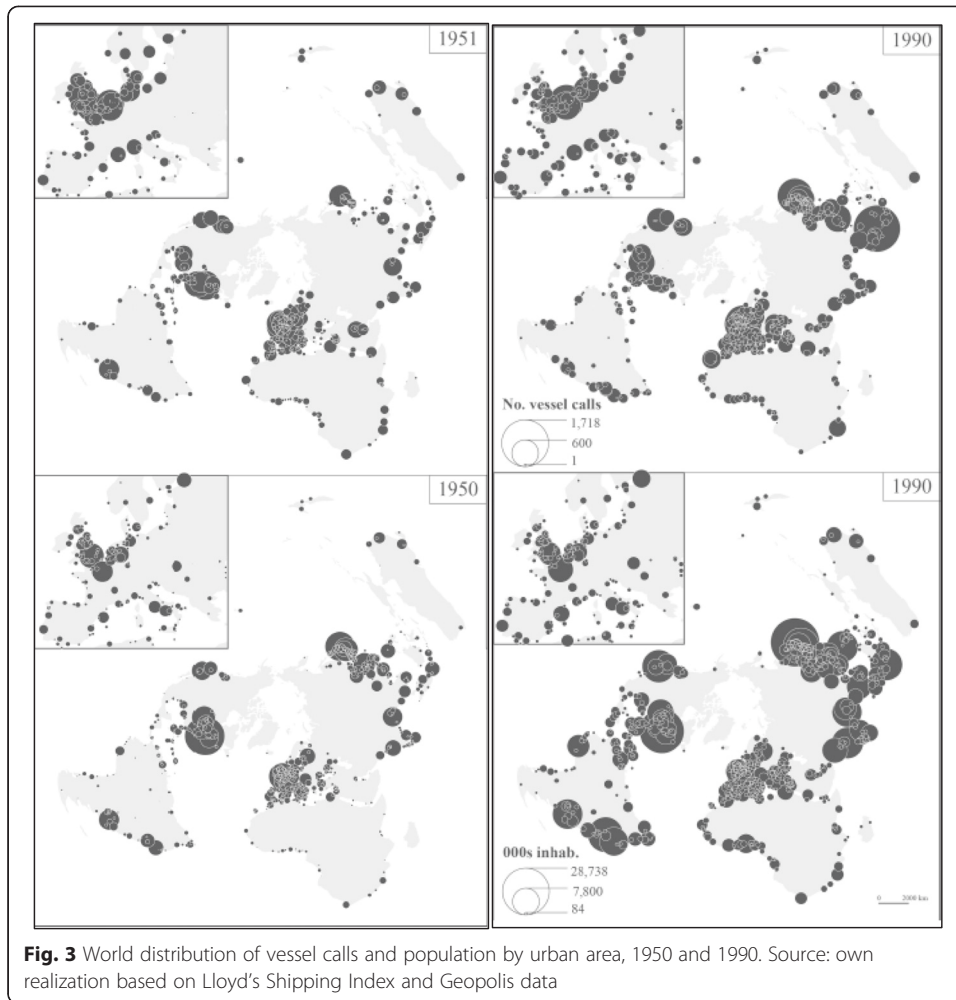 1951
1990
No. vessel calls
1,718
600
1
1950
1990
000s inhab.
28,738
7,800
84
0 2000 km
Fig. 3 World distribution of vessel calls and population by urban area, 1950 and 1990. Source: own
realization based on Lloyd's Shipping Index and Geopolis data